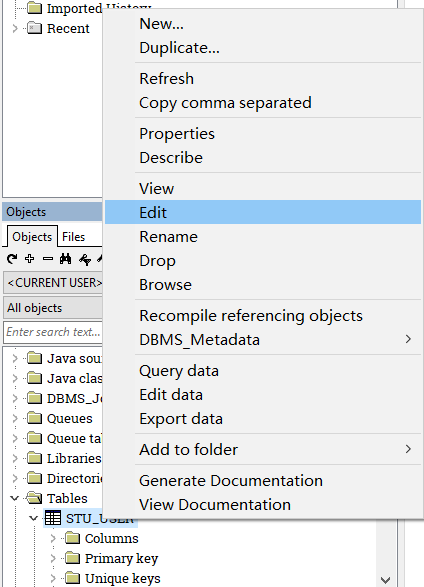 Imported History
Recent
New...
Duplicate...
Refresh
Copy comma separated
Properties
Describe
View
Edit
Rename
Drop
Browse
Recompile referencing objects
DBMS_Metadata
Query data
Edit data
Export data
Add to folder
Generate Documentation
View Documentation
Objects
Objects Files
<CURRENT USER>
All objects
Enter search text...
Java sou
Java clas
DBMS_Jo
Queues
Queue ta
Libraries
Directorie
Tables
STU_USER
Columns
Primary key
Unique keys